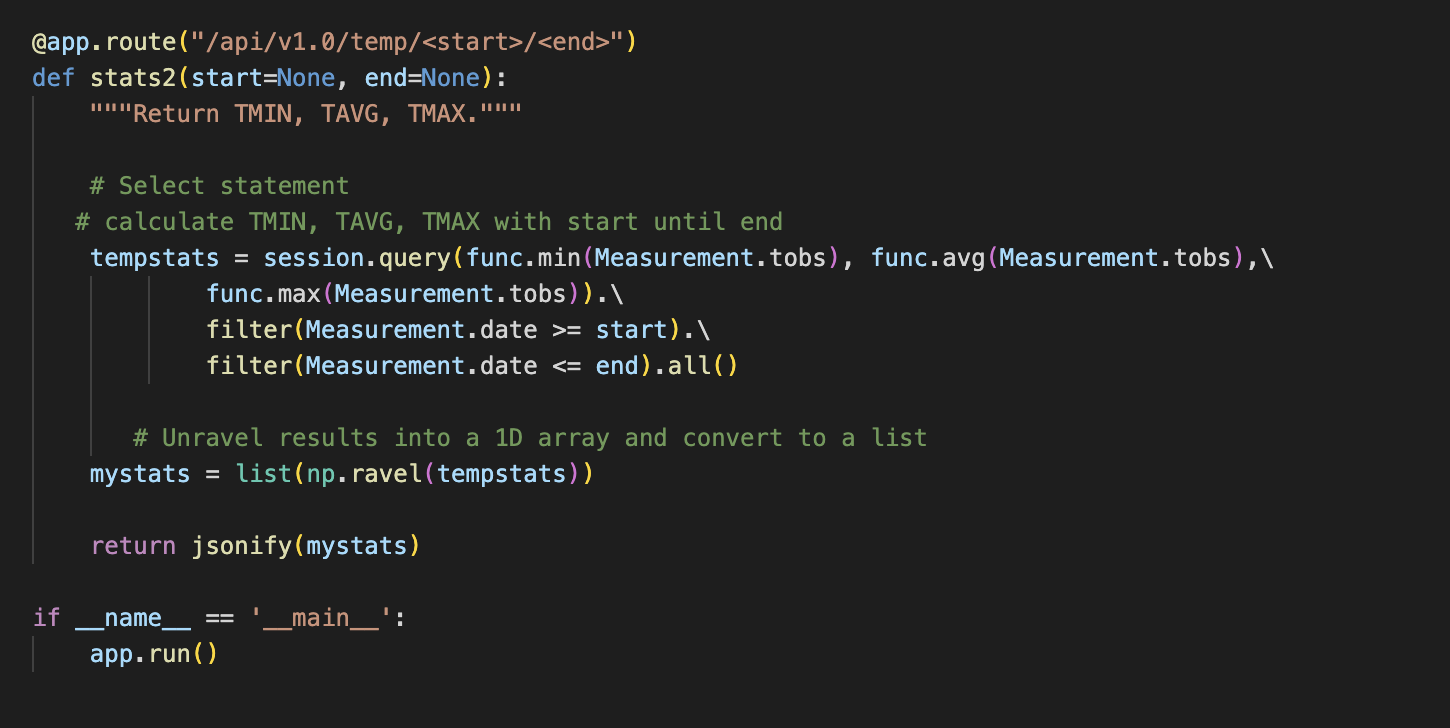 @app.route("/api/v1.0/temp/<start>/<end>")
def stats2(start=None, end=None):
    """Return TMIN, TAVG, TMAX."""

    # Select statement
   # calculate TMIN, TAVG, TMAX with start until end
    tempstats = session.query(func.min(Measurement.tobs), func.avg(Measurement.tobs),\
            func.max(Measurement.tobs)).\
            filter(Measurement.date >= start).\
            filter(Measurement.date <= end).all()

       # Unravel results into a 1D array and convert to a list
    mystats = list(np.ravel(tempstats))

    return jsonify(mystats)

if __name__ == '__main__':
    app.run()